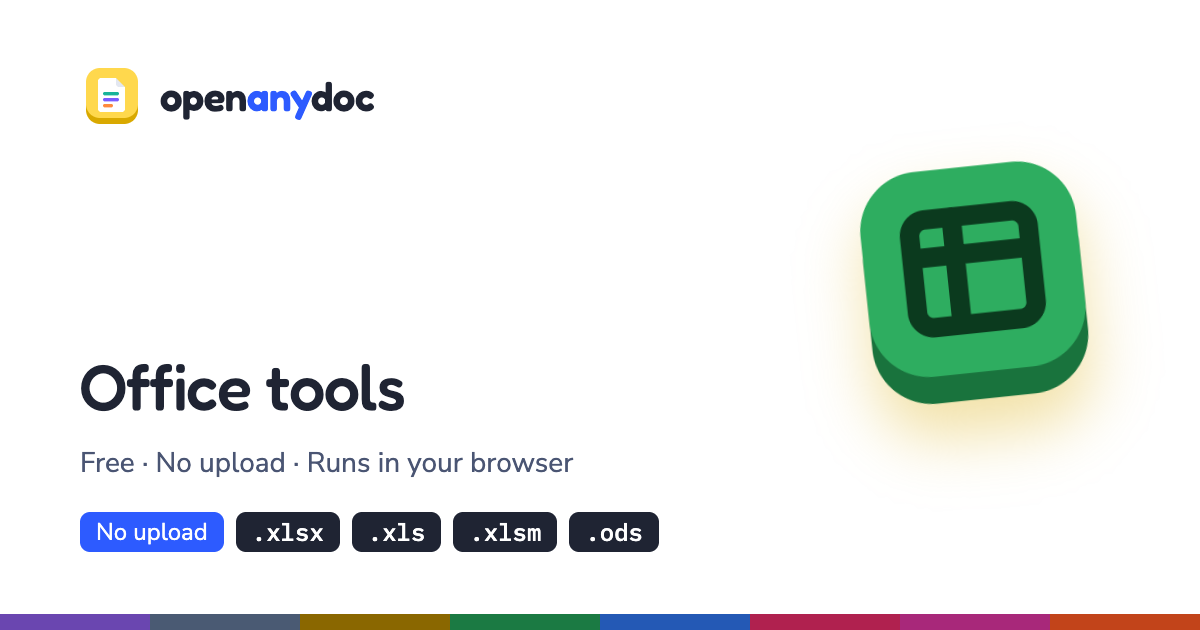 openanydoc
Office tools
Free · No upload · Runs in your browser
No upload .xlsx .xls .xlsm .ods